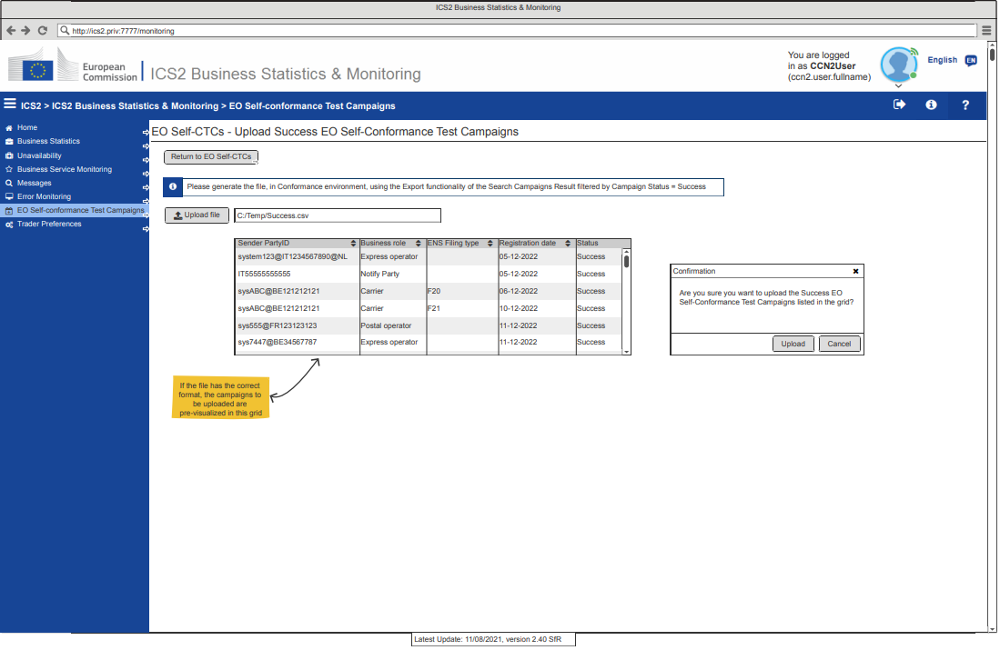 ICS2 Business Statistics & Monitoring
http://ics2.priv:7777/monitoring
European
Commission
ICS2 Business Statistics & Monitoring
You are logged
in as CCN2User
(ccn2.user.fullname)
English EN
ICS2 > ICS2 Business Statistics & Monitoring > EO Self-conformance Test Campaigns
Home
Business Statistics
Unavailability
Business Service Monitoring
Messages
Error Monitoring
EO Self-conformance Test Campaigns
Trader Preferences
EO Self-CTCs - Upload Success EO Self-Conformance Test Campaigns
Return to EO Self-CTCs
Please generate the file, in Conformance environment, using the Export functionality of the Search Campaigns Result filtered by Campaign Status = Success
Upload file C:/Temp/Success.csv
Sender PartyID Business role ENS Filing type Registration date Status
system123@IT1234567890@NL Express operator 05-12-2022 Success
IT55555555555 Notify Party 05-12-2022 Success
sysABC@BE121212121 Carrier F20 06-12-2022 Success
sysABC@BE121212121 Carrier F21 10-12-2022 Success
sys555@FR123123123 Postal operator 11-12-2022 Success
sys7447@BE34567787 Express operator 11-12-2022 Success
Confirmation
Are you sure you want to upload the Success EO
Self-Conformance Test Campaigns listed in the grid?
Upload Cancel
If the file has the correct
format, the campaigns to
be uploaded are
pre-visualized in this grid
Latest Update: 11/08/2021, version 2.40 SfR